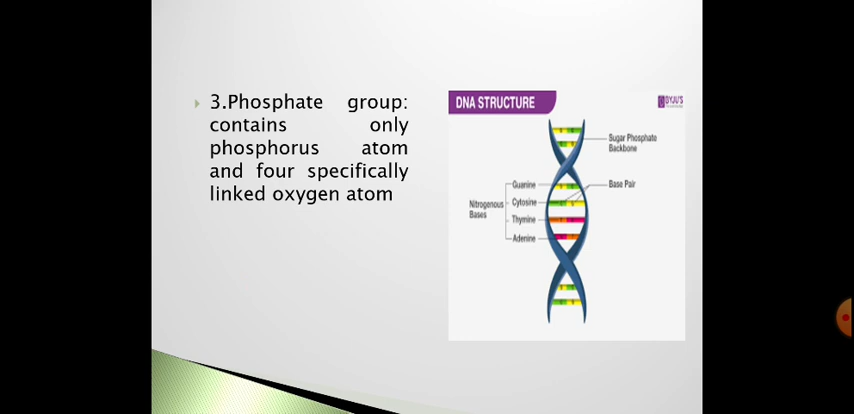 3.Phosphate group:
contains only
phosphorus atom
and four specifically
linked oxygen atom
DNA STRUCTURE
BYJU'S
Sugar Phosphate
Backbone
Guanine
Base Pair
Cytosine
Nitrogenous
Bases
Thymine
Adenine